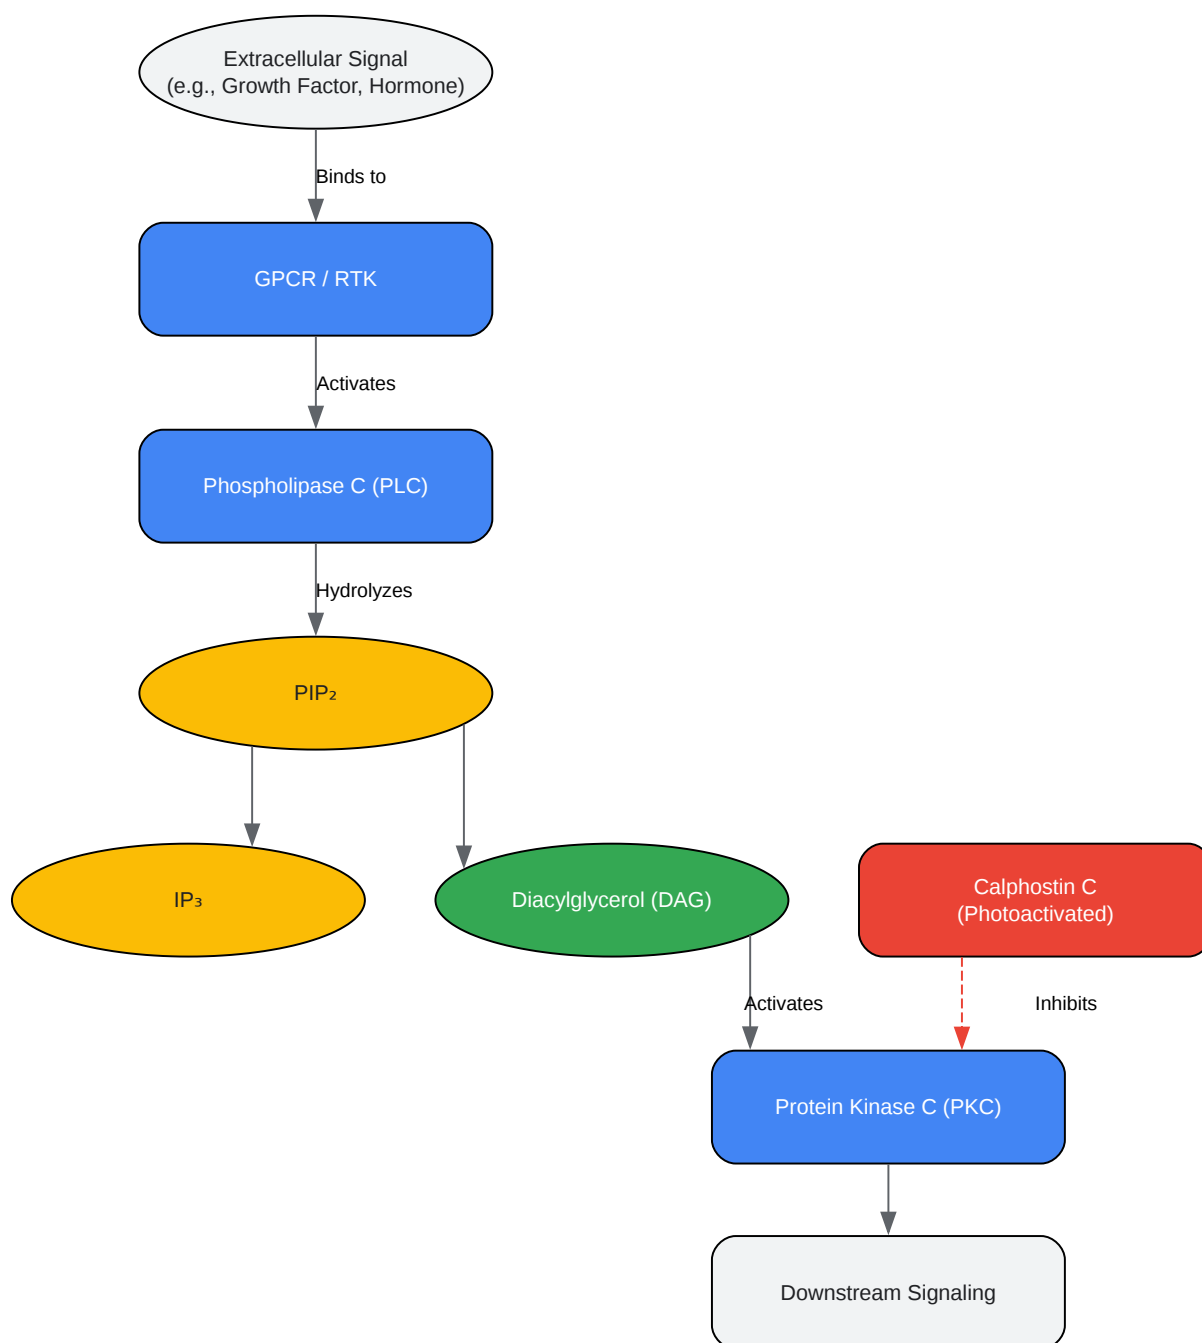 Extracellular Signal
(e.g., Growth Factor, Hormone)
Binds to
GPCR / RTK
Activates
Phospholipase C (PLC)
Hydrolyzes
PIP₂
IP₃
Diacylglycerol (DAG)
Calphostin C
(Photoactivated)
Activates
Inhibits
Protein Kinase C (PKC)
Downstream Signaling